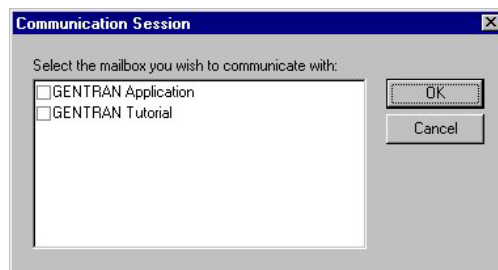 Communication Session
Select the mailbox you wish to communicate with:
GENTRAN Application
GENTRAN Tutorial
OK
Cancel